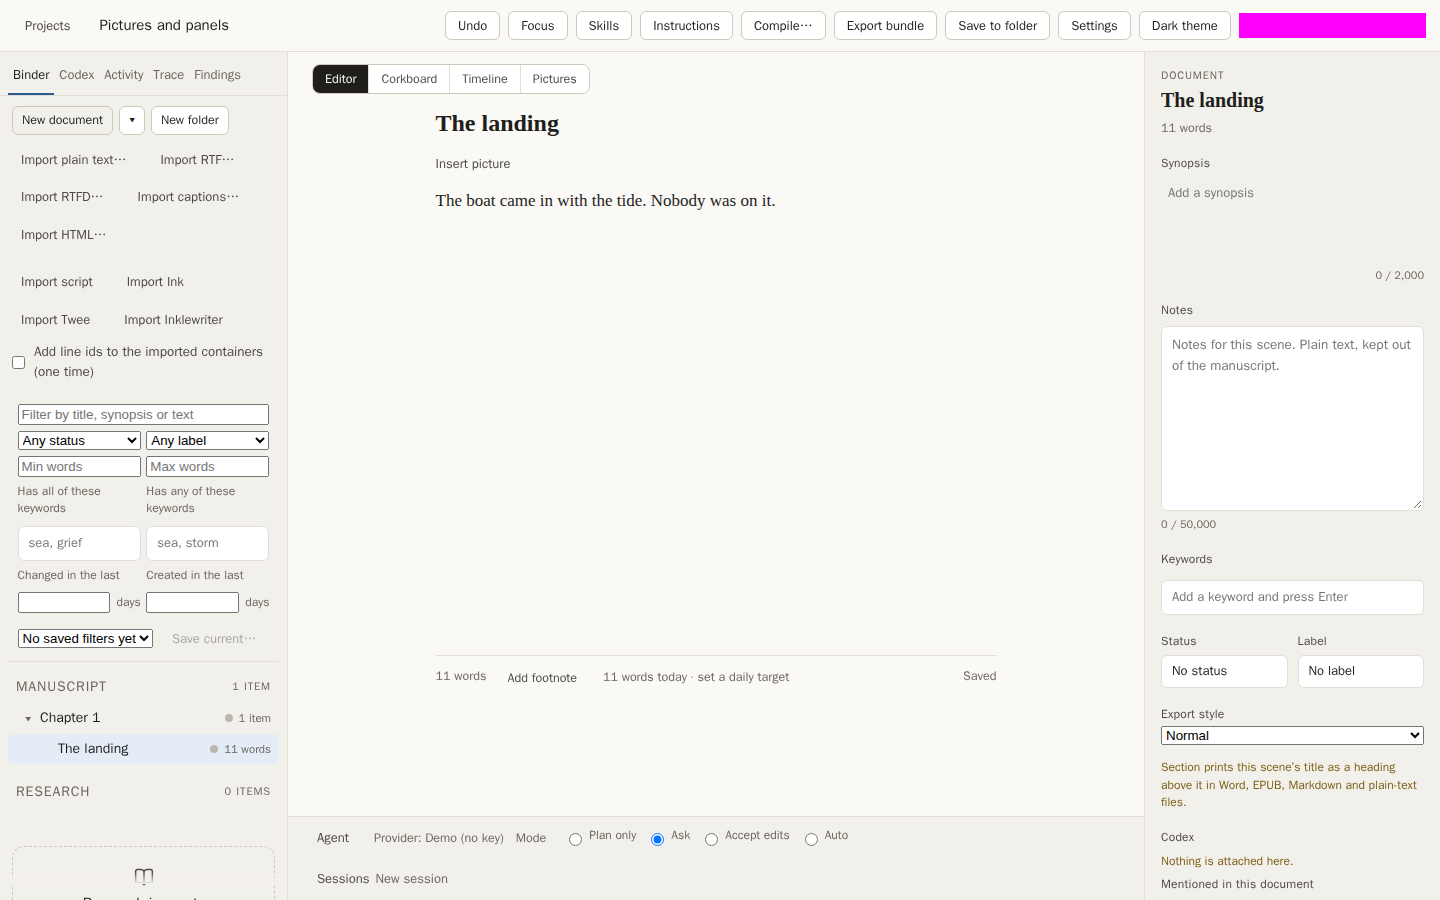 Projects
Pictures and panels
Undo
Focus
Skills
Instructions
Compile…
Export bundle
Save to folder
Settings
Dark theme
Binder
Codex
Activity
Trace
Findings
New document
New folder
Import plain text…
Import RTF…
Import RTFD…
Import captions…
Import HTML…
Import script
Import Ink
Import Twee
Import Inklewriter
Add line ids to the imported containers
(one time)
Filter by title, synopsis or text
Any status
Any label
Min words
Max words
Has all of these
keywords
Has any of these
keywords
sea, grief
sea, storm
Changed in the last
Created in the last
days
days
No saved filters yet
Save current…
MANUSCRIPT
1 ITEM
Chapter 1
1 item
The landing
11 words
RESEARCH
0 ITEMS
Editor
Corkboard
Timeline
Pictures
The landing
Insert picture
The boat came in with the tide. Nobody was on it.
11 words
Add footnote
11 words today · set a daily target
Saved
Agent
Provider: Demo (no key)
Mode
Plan only
Ask
Accept edits
Auto
Sessions
New session
DOCUMENT
The landing
11 words
Synopsis
Add a synopsis
0 / 2,000
Notes
Notes for this scene. Plain text, kept out
of the manuscript.
0 / 50,000
Keywords
Add a keyword and press Enter
Status
Label
No status
No label
Export style
Normal
Section prints this scene's title as a heading
above it in Word, EPUB, Markdown and plain-text
files.
Codex
Nothing is attached here.
Mentioned in this document